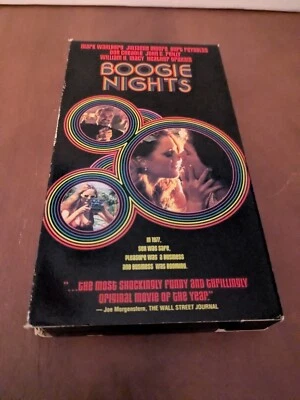 Mark Wahlberg Julianne Moore Burt Reynolds
Don Cheadle John C. Reilly
William H. Macy Heather Graham
BOOGIE
NIGHTS
In 1977,
sex was safe,
pleasure was a business
and business was booming.
"...the most shockingly funny and thrillingly
original movie of the year."
— Joe Morgenstern, THE WALL STREET JOURNAL